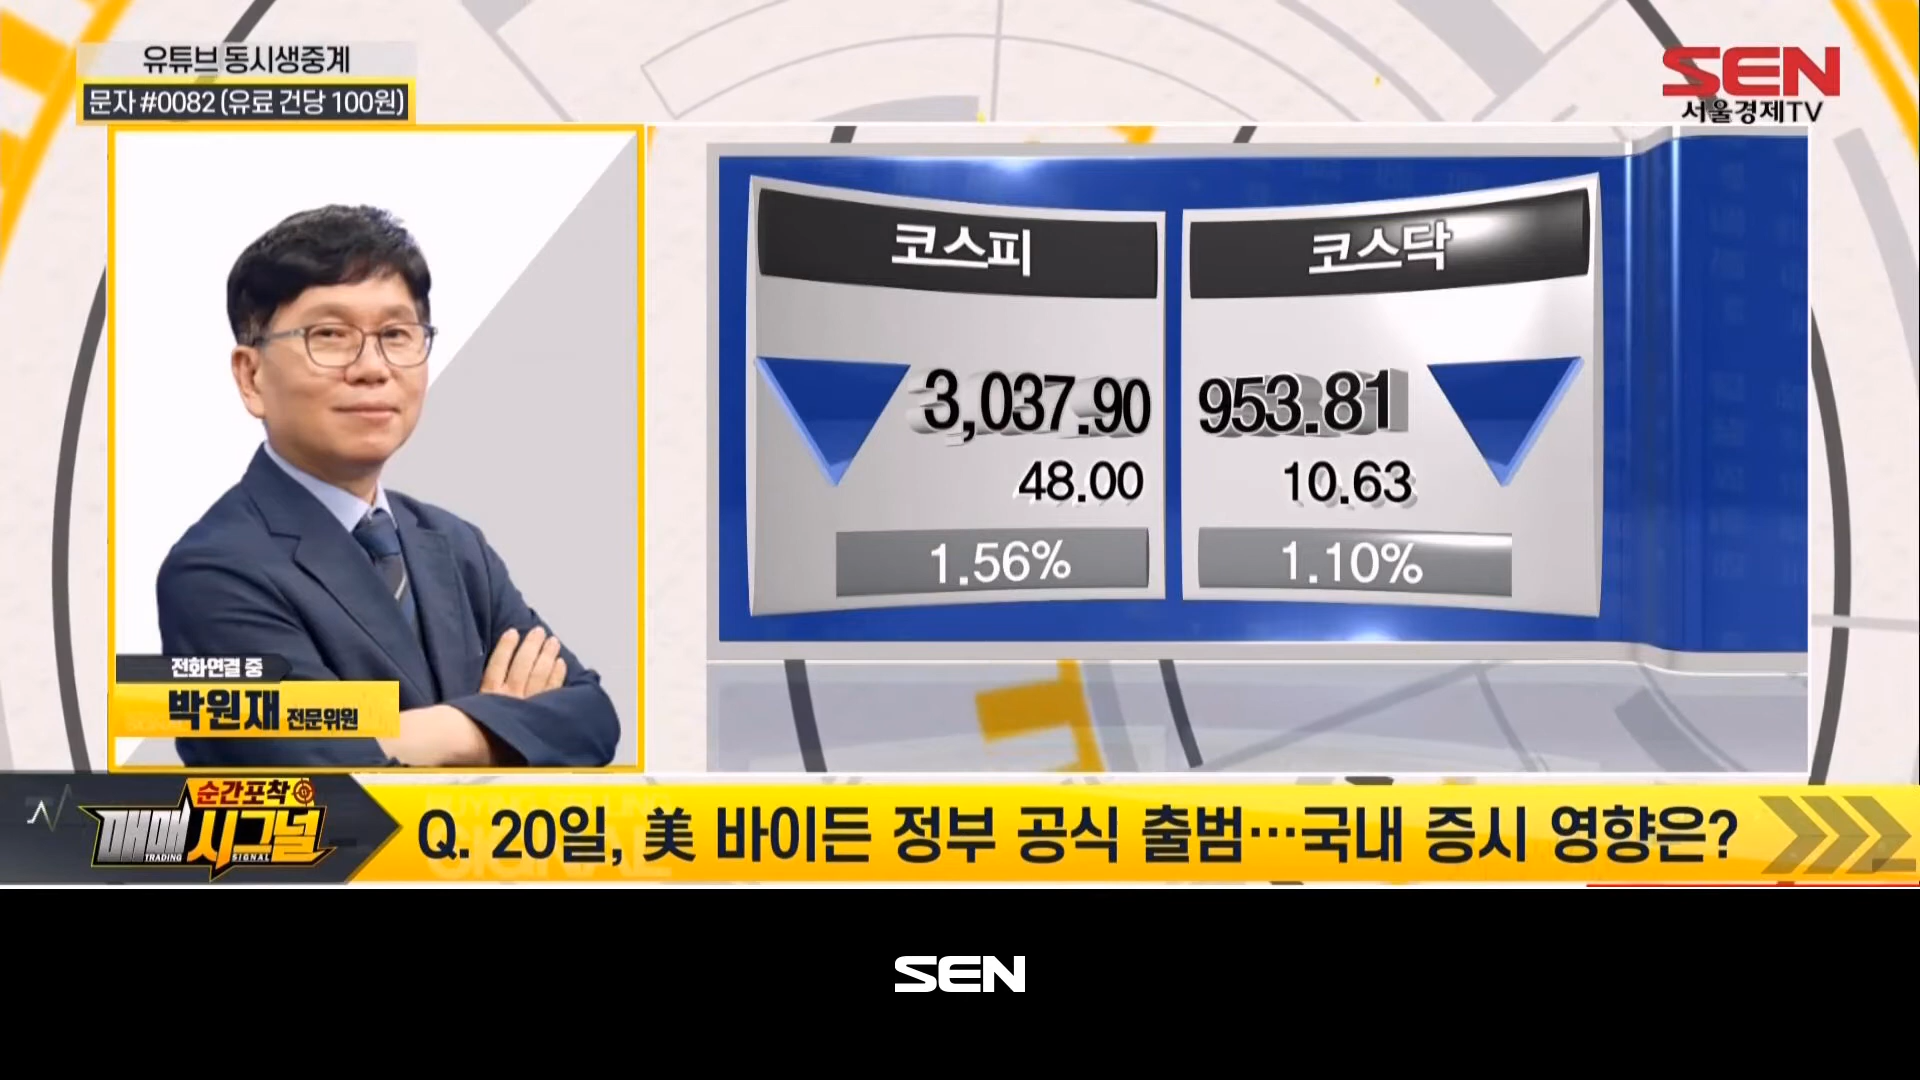 유튜브 동시생중계
문자 #0082 (유료 건당 100원)
SEN
서울경제TV
코스피
3,037.90
48.00
1.56%
코스닥
953.81
10.63
1.10%
전화연결 중
박원재 전문위원
순간포착
매매 시그널
TRADING SIGNAL
Q. 20일, 美 바이든 정부 공식 출범…국내 증시 영향은?
SEN